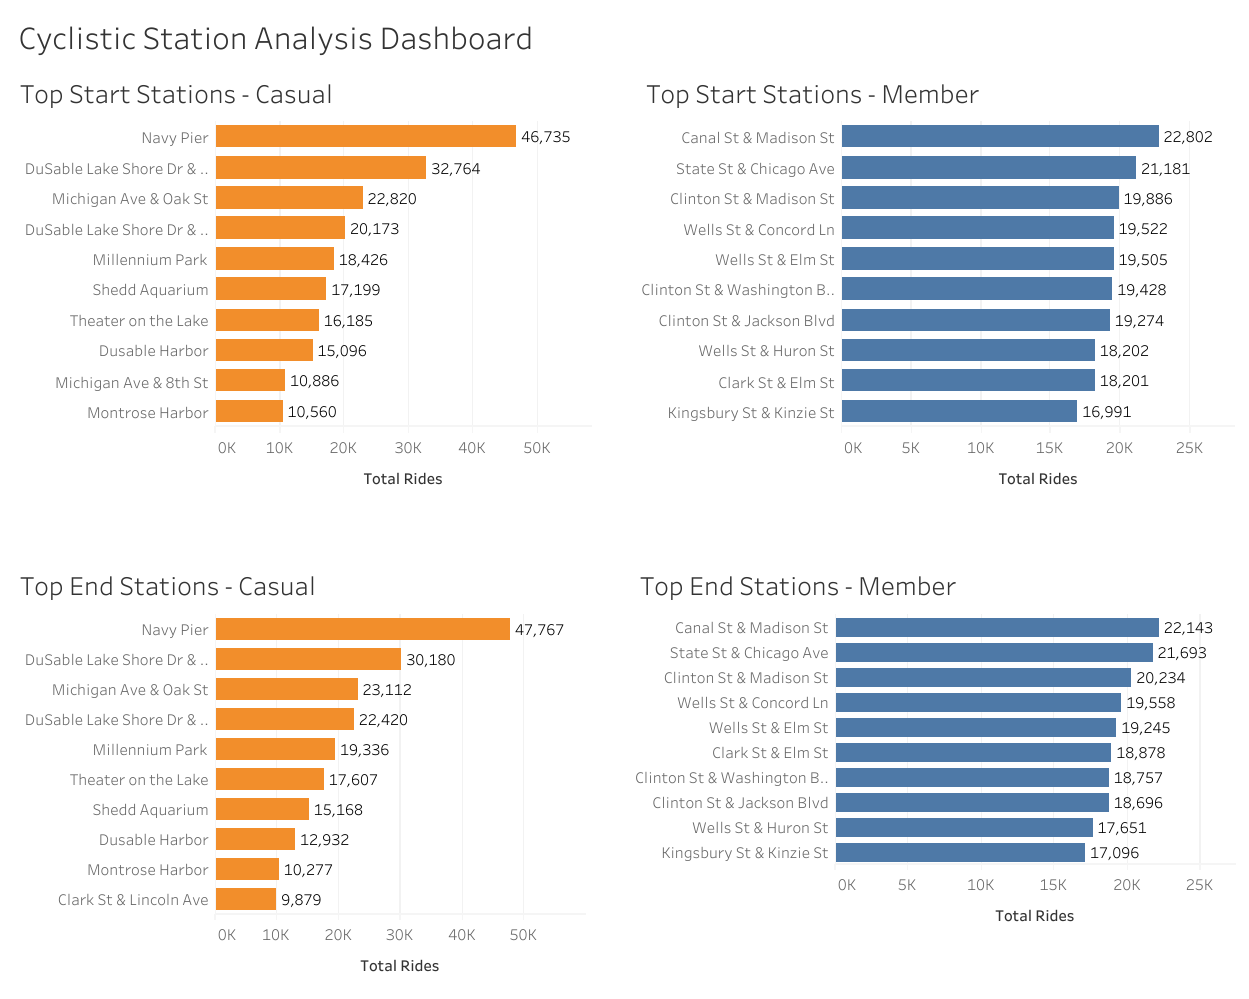 Cyclistic Station Analysis Dashboard
Top Start Stations - Casual
Navy Pier 46,735
DuSable Lake Shore Dr & .. 32,764
Michigan Ave & Oak St 22,820
DuSable Lake Shore Dr & .. 20,173
Millennium Park 18,426
Shedd Aquarium 17,199
Theater on the Lake 16,185
Dusable Harbor 15,096
Michigan Ave & 8th St 10,886
Montrose Harbor 10,560
0K 10K 20K 30K 40K 50K
Total Rides
Top Start Stations - Member
Canal St & Madison St 22,802
State St & Chicago Ave 21,181
Clinton St & Madison St 19,886
Wells St & Concord Ln 19,522
Wells St & Elm St 19,505
Clinton St & Washington B.. 19,428
Clinton St & Jackson Blvd 19,274
Wells St & Huron St 18,202
Clark St & Elm St 18,201
Kingsbury St & Kinzie St 16,991
0K 5K 10K 15K 20K 25K
Total Rides
Top End Stations - Casual
Navy Pier 47,767
DuSable Lake Shore Dr & .. 30,180
Michigan Ave & Oak St 23,112
DuSable Lake Shore Dr & .. 22,420
Millennium Park 19,336
Theater on the Lake 17,607
Shedd Aquarium 15,168
Dusable Harbor 12,932
Montrose Harbor 10,277
Clark St & Lincoln Ave 9,879
0K 10K 20K 30K 40K 50K
Total Rides
Top End Stations - Member
Canal St & Madison St 22,143
State St & Chicago Ave 21,693
Clinton St & Madison St 20,234
Wells St & Concord Ln 19,558
Wells St & Elm St 19,245
Clark St & Elm St 18,878
Clinton St & Washington B.. 18,757
Clinton St & Jackson Blvd 18,696
Wells St & Huron St 17,651
Kingsbury St & Kinzie St 17,096
0K 5K 10K 15K 20K 25K
Total Rides